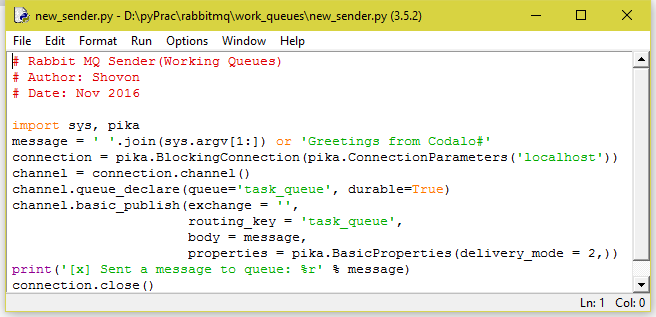 new_sender.py - D:\pyPrac\rabbitmq\work_queues\new_sender.py (3.5.2)
File Edit Format Run Options Window Help
# Rabbit MQ Sender(Working Queues)
# Author: Shovon
# Date: Nov 2016
import sys, pika
message = ' '.join(sys.argv[1:]) or 'Greetings from Codalo#'
connection = pika.BlockingConnection(pika.ConnectionParameters('localhost'))
channel = connection.channel()
channel.queue_declare(queue='task_queue', durable=True)
channel.basic_publish(exchange = '',
                      routing_key = 'task_queue',
                      body = message,
                      properties = pika.BasicProperties(delivery_mode = 2,))
print('[x] Sent a message to queue: %r' % message)
connection.close()
Ln: 1 Col: 0